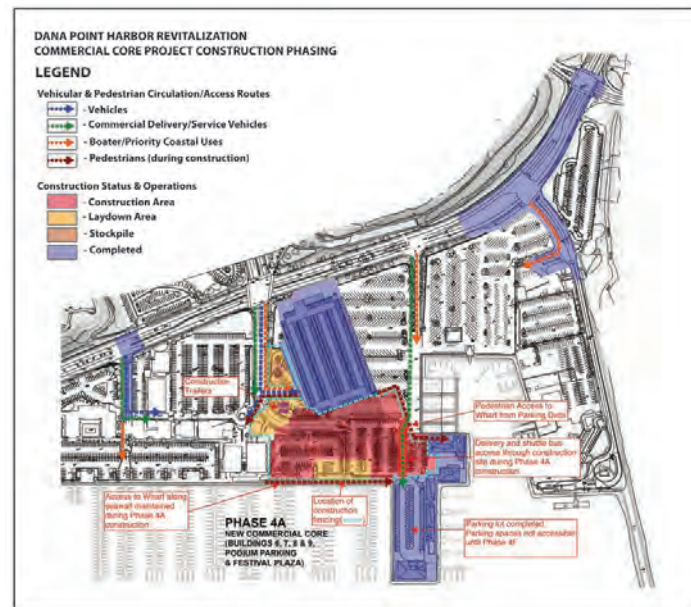 DANA POINT HARBOR REVITALIZATION
COMMERCIAL CORE PROJECT CONSTRUCTION PHASING
LEGEND
Vehicular & Pedestrian Circulation/Access Routes
- Vehicles
- Commercial Delivery/Service Vehicles
- Boater/Priority Coastal Uses
- Pedestrians (during construction)
Construction Status & Operations
- Construction Area
- Laydown Area
- Stockpile
- Completed
Construction
Trailers
Pedestrian Access to
Wharf from Parking Deck
Delivery and shuttle bus
access through construction
site during Phase 4A
construction
Access to Wharf along
seawall maintained
during Phase 4A
construction
Location of
construction
fencing
PHASE 4A
NEW COMMERCIAL CORE
(BUILDINGS 6, 7, 8 & 9,
PODIUM PARKING
& FESTIVAL PLAZA)
Parking lot completed.
Parking spaces not accessible
until Phase 4F